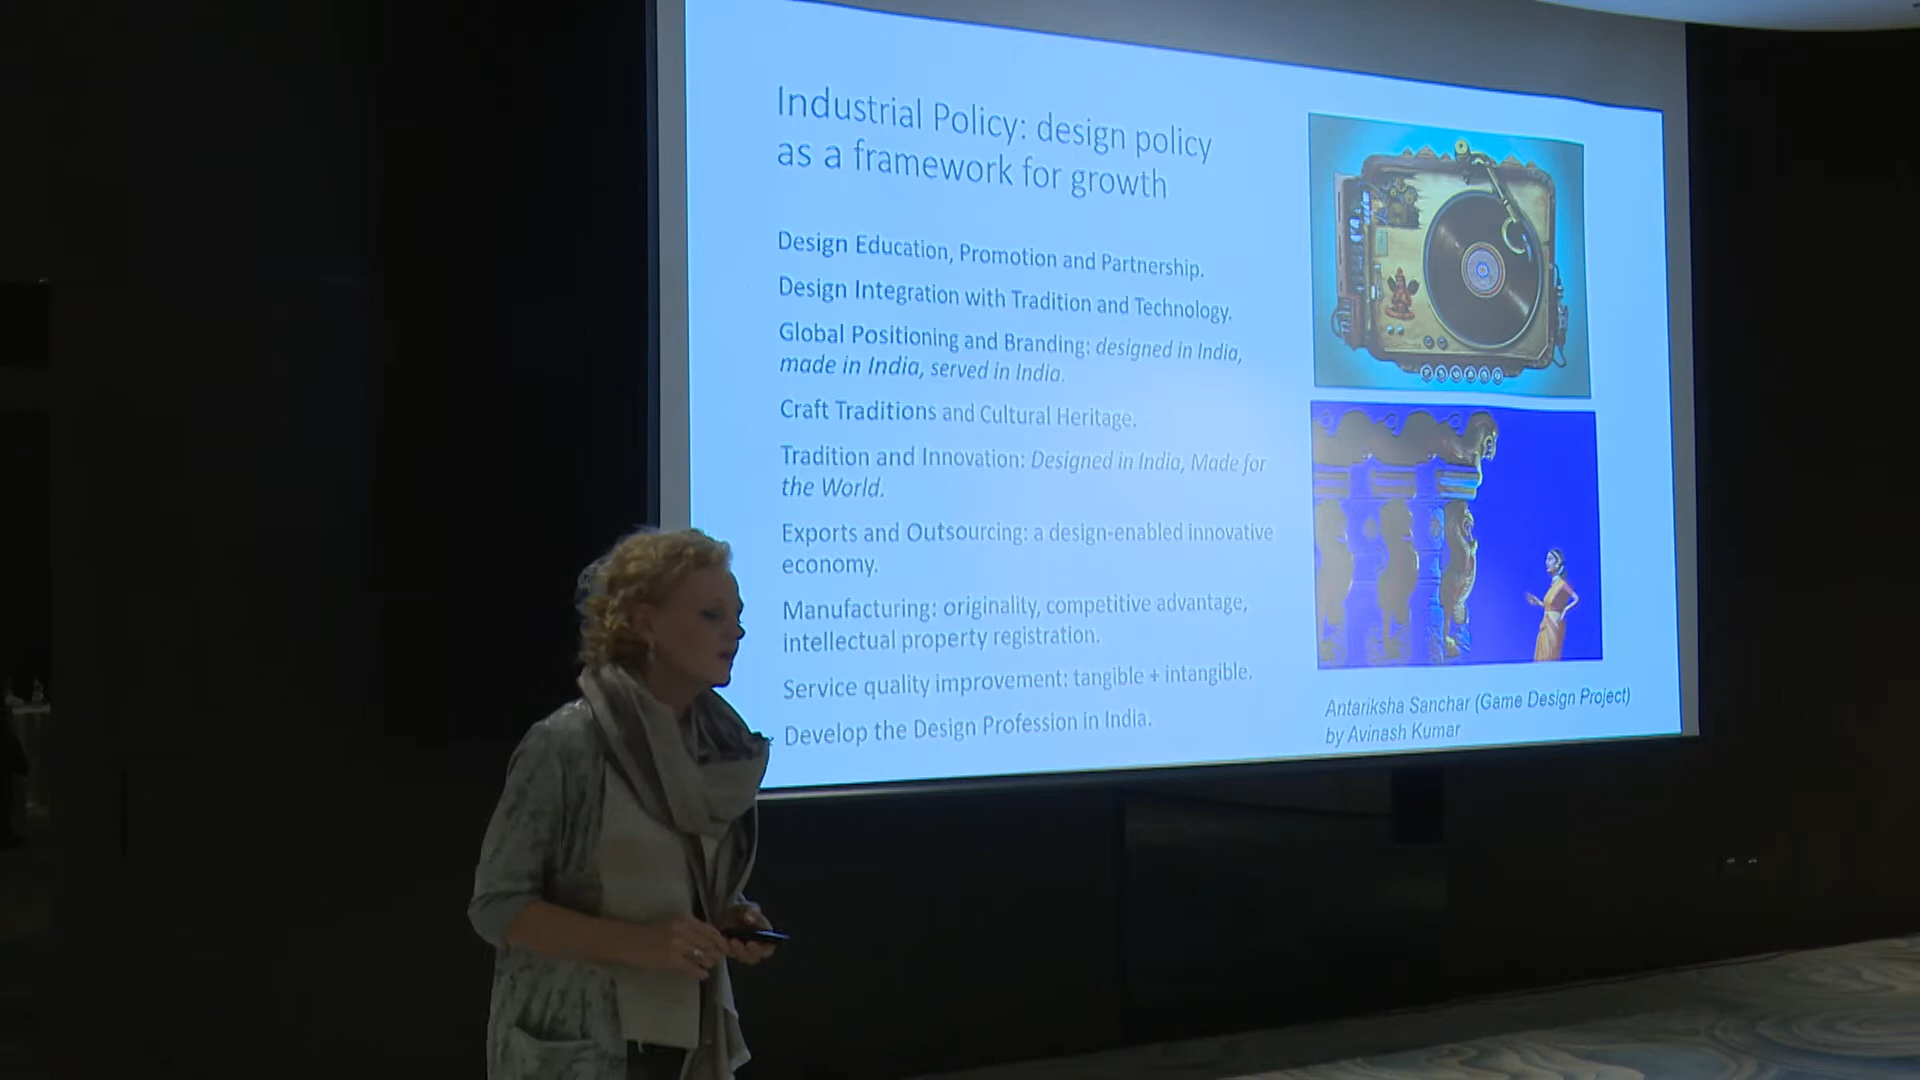 Industrial Policy: design policy
as a framework for growth
Design Education, Promotion and Partnership.
Design Integration with Tradition and Technology.
Global Positioning and Branding: designed in India,
made in India, served in India.
Craft Traditions and Cultural Heritage.
Tradition and Innovation: Designed in India, Made for
the World.
Exports and Outsourcing: a design-enabled innovative
economy.
Manufacturing: originality, competitive advantage,
intellectual property registration.
Service quality improvement: tangible + intangible.
Develop the Design Profession in India.
Antariksha Sanchar (Game Design Project)
by Avinash Kumar